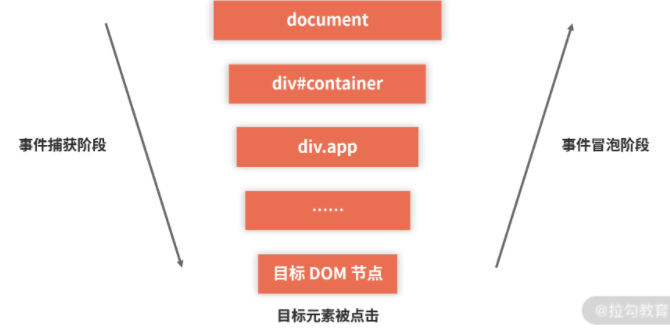 document
div#container
事件捕获阶段
div.app
事件冒泡阶段
……
目标 DOM 节点
目标元素被点击
@拉勾教育